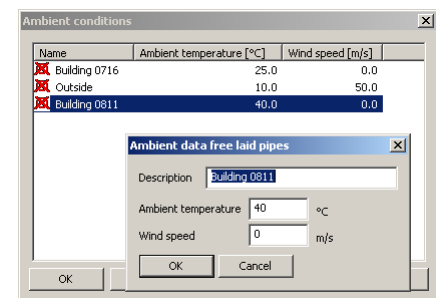 Ambient conditions
Name Ambient temperature [°C] Wind speed [m/s]
Building 0716 25.0 0.0
Outside 10.0 50.0
Building 0811 40.0 0.0
Ambient data free laid pipes
Description Building 0811
Ambient temperature 40 °C
Wind speed 0 m/s
OK Cancel
OK